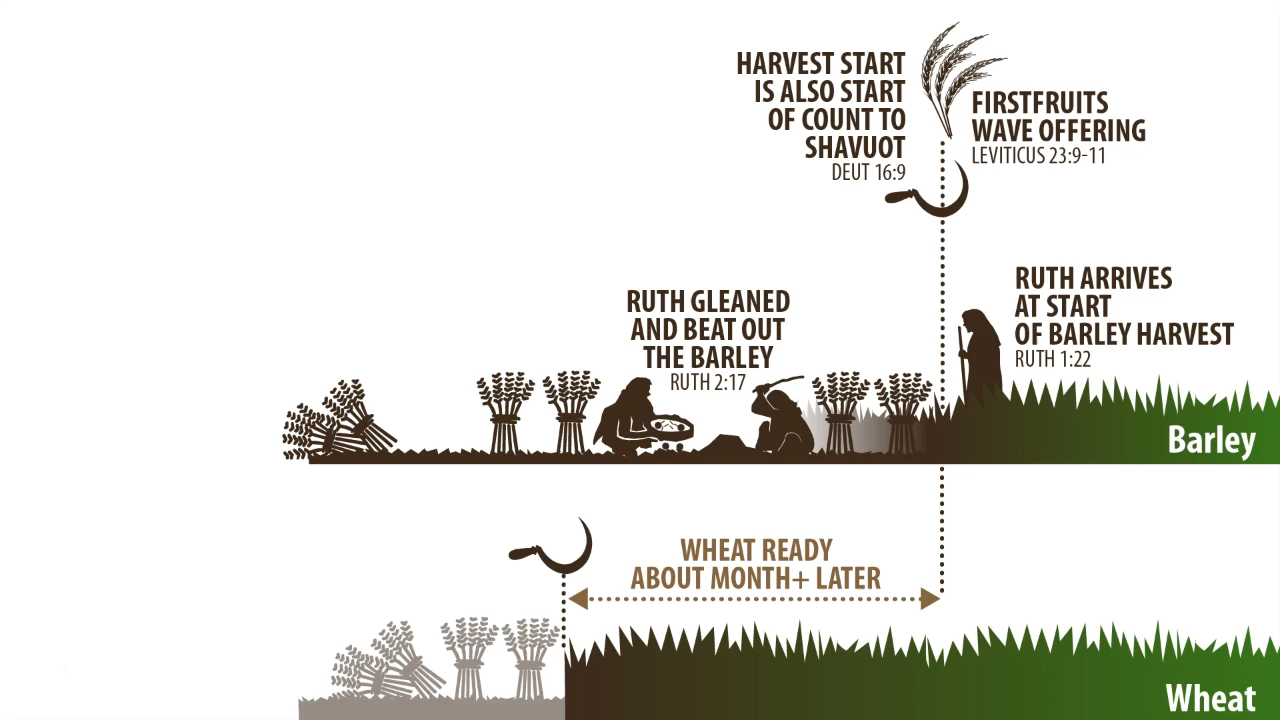 HARVEST START
IS ALSO START
OF COUNT TO
SHAVUOT
DEUT 16:9
FIRSTFRUITS
WAVE OFFERING
LEVITICUS 23:9-11
RUTH GLEANED
AND BEAT OUT
THE BARLEY
RUTH 2:17
RUTH ARRIVES
AT START
OF BARLEY HARVEST
RUTH 1:22
Barley
WHEAT READY
ABOUT MONTH+ LATER
Wheat